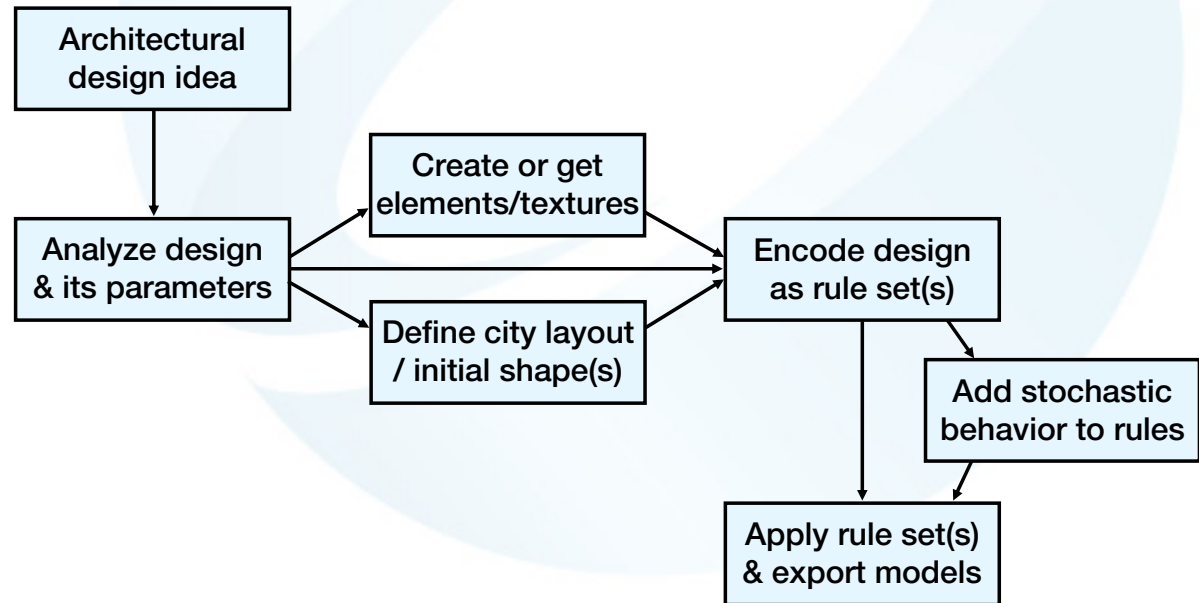 Architectural
design idea
Create or get
elements/textures
Analyze design
& its parameters
Encode design
as rule set(s)
Define city layout
/ initial shape(s)
Add stochastic
behavior to rules
Apply rule set(s)
& export models